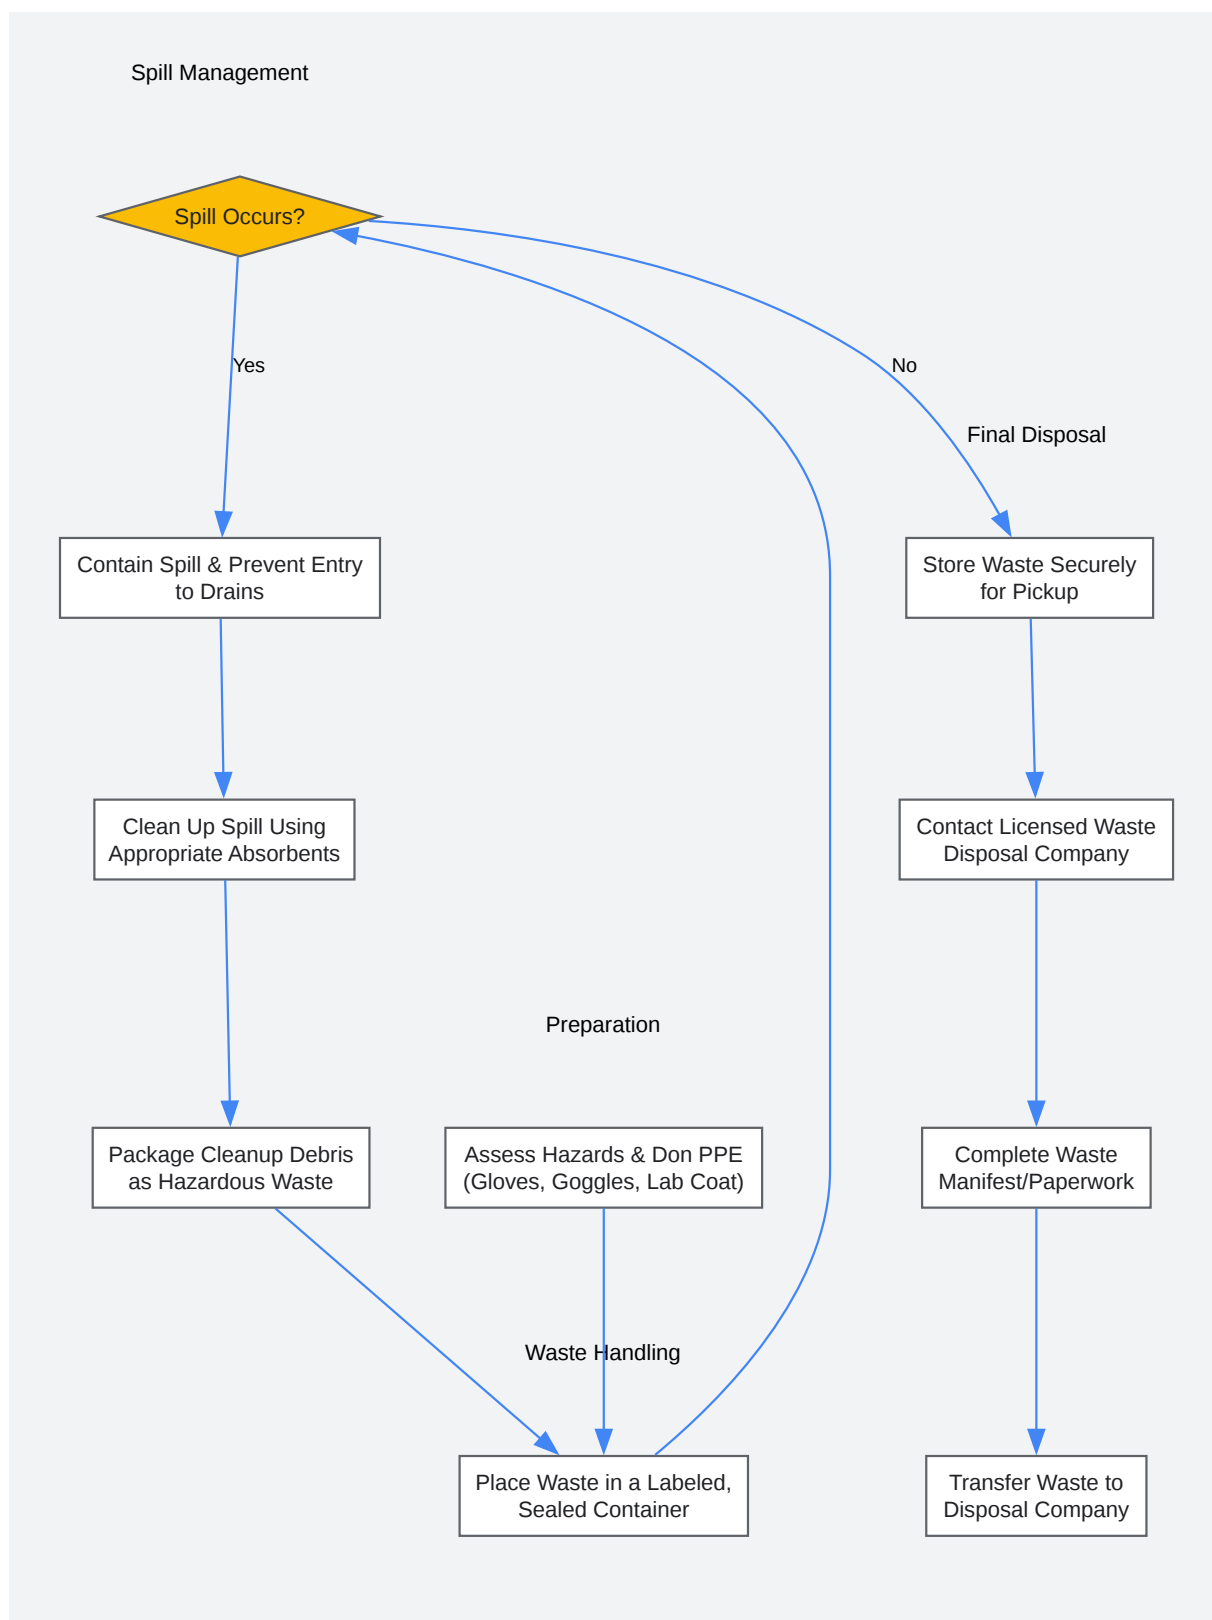 Spill Management
Spill Occurs?
Yes
No
Final Disposal
Contain Spill & Prevent Entry
to Drains
Store Waste Securely
for Pickup
Clean Up Spill Using
Appropriate Absorbents
Contact Licensed Waste
Disposal Company
Preparation
Package Cleanup Debris
as Hazardous Waste
Assess Hazards & Don PPE
(Gloves, Goggles, Lab Coat)
Complete Waste
Manifest/Paperwork
Waste Handling
Place Waste in a Labeled,
Sealed Container
Transfer Waste to
Disposal Company